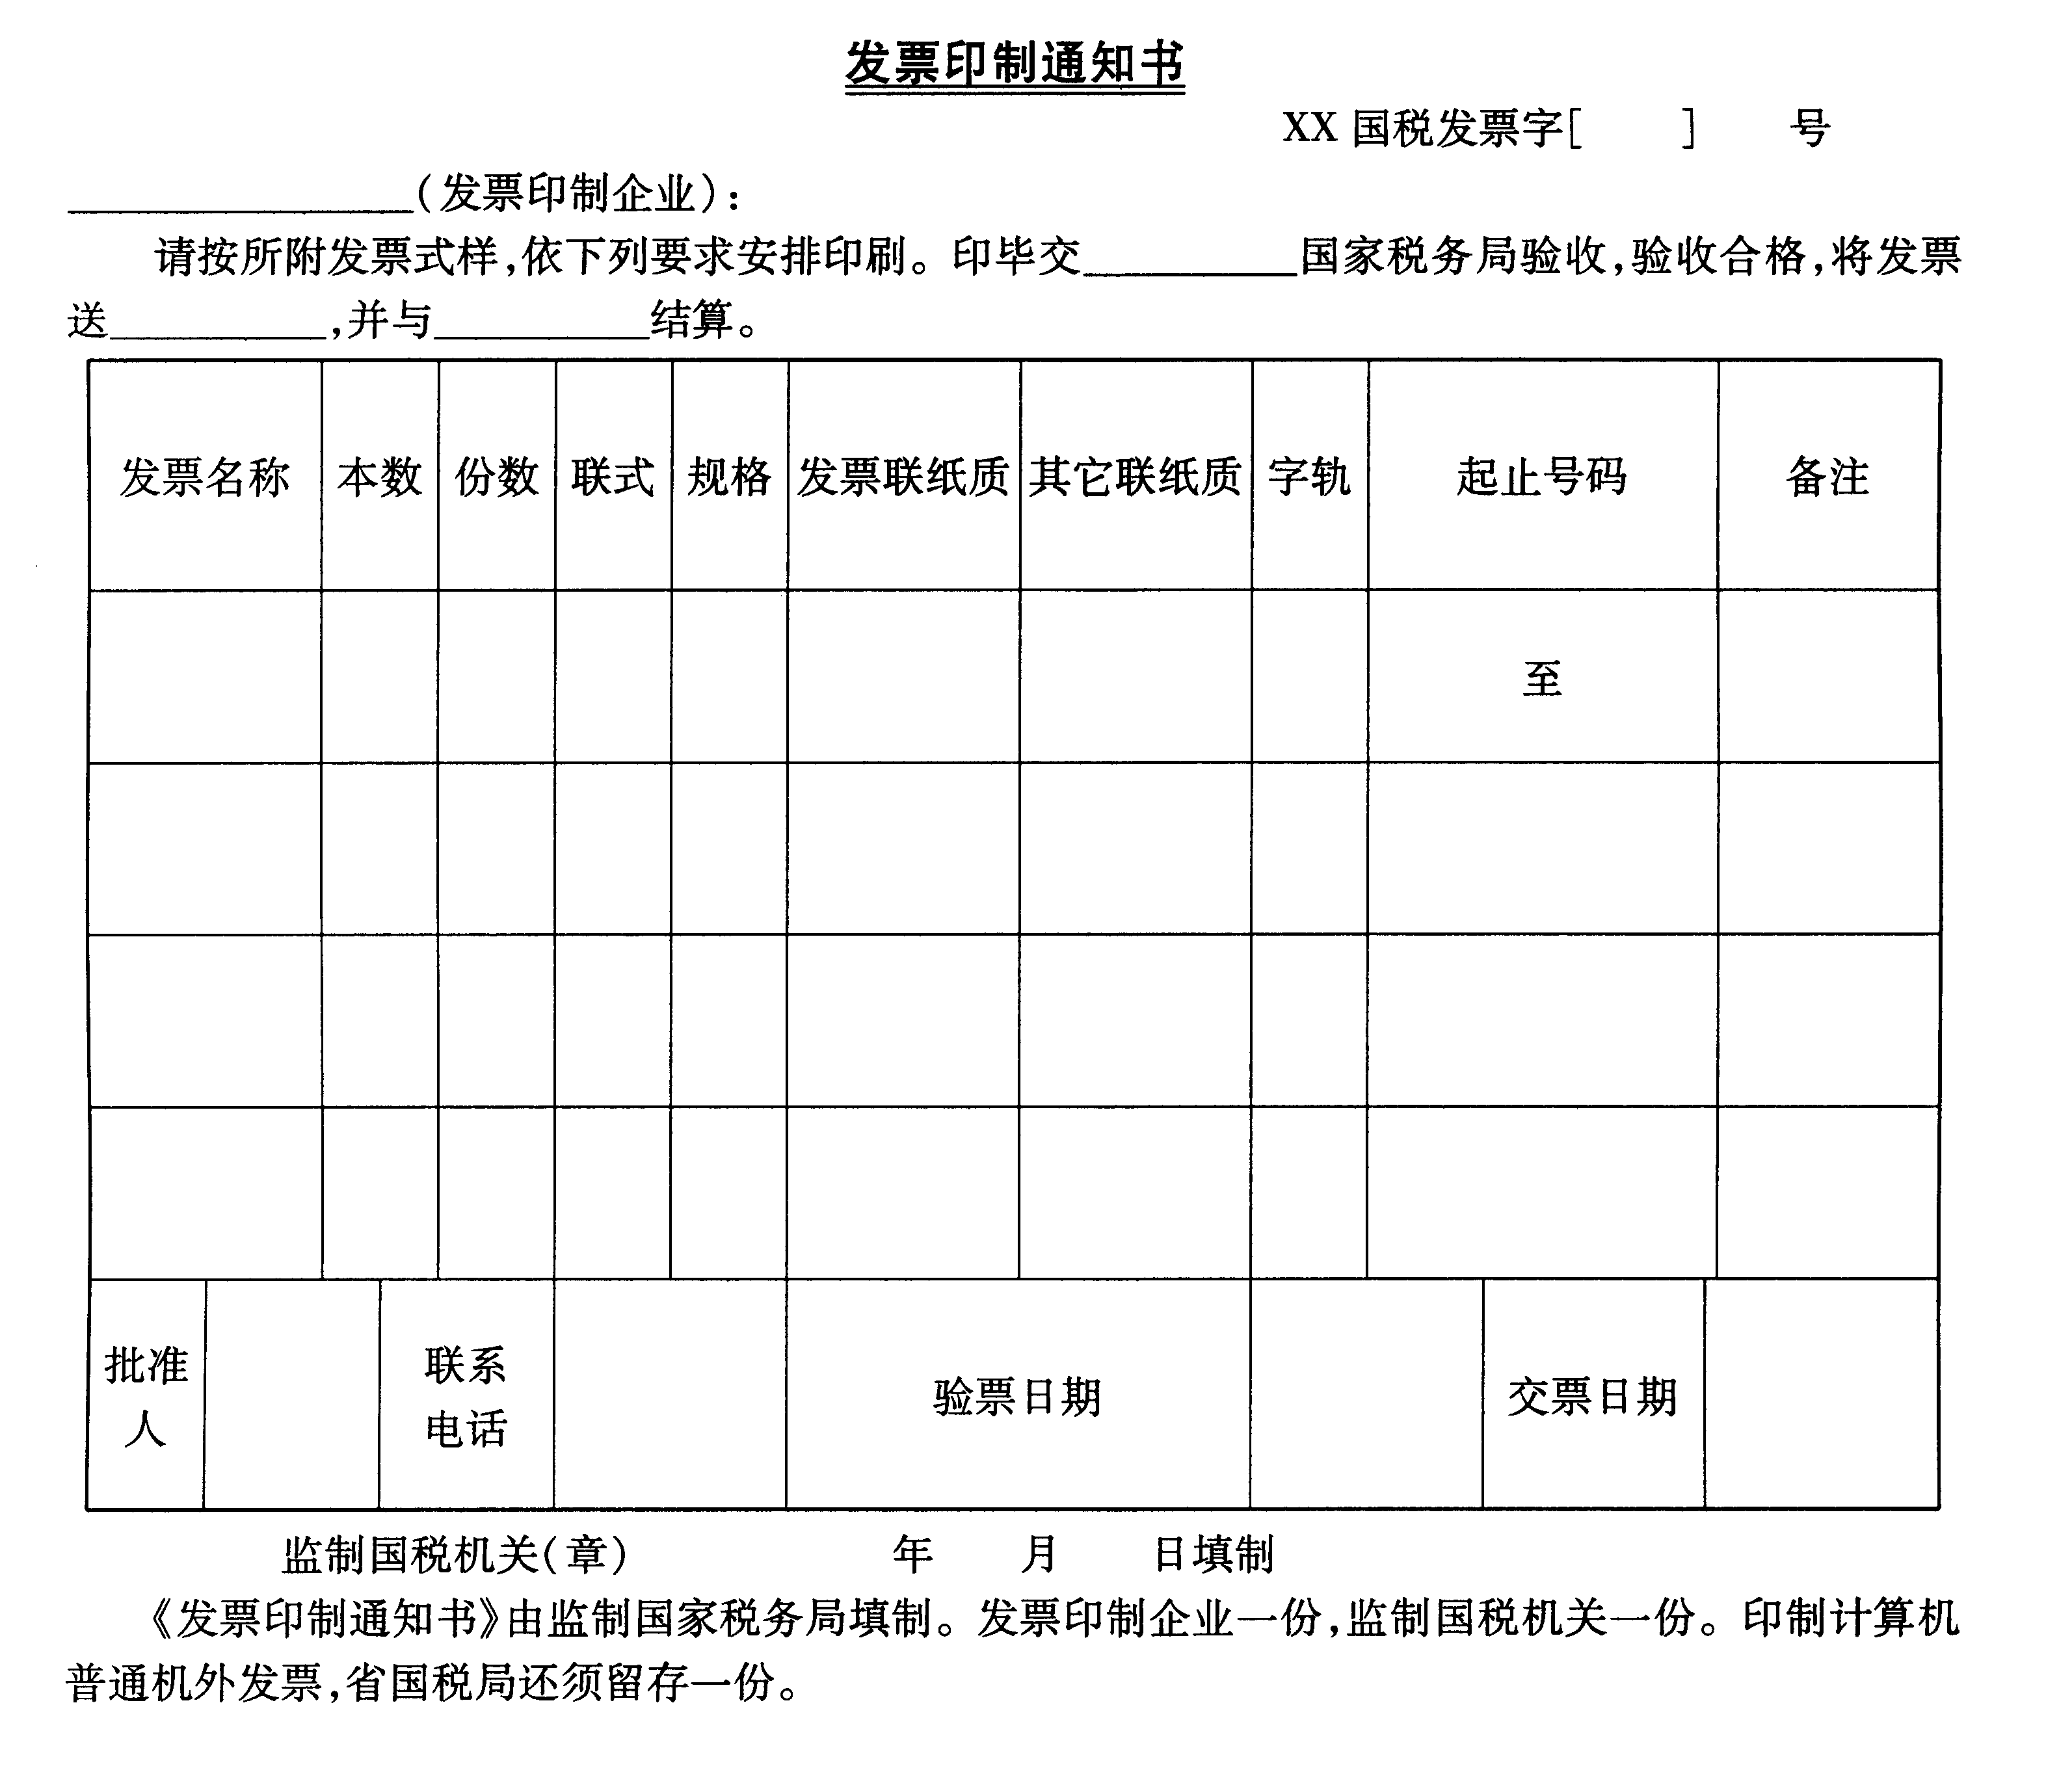 发票印制通知书
XX 国税发票字[ ] 号
(发票印制企业):
请按所附发票式样,依下列要求安排印刷。印毕交 国家税务局验收,验收合格,将发票
送 ,并与 结算。
发票名称 本数 份数 联式 规格 发票联纸质 其它联纸质 字轨 起止号码 备注
至
批准人 联系电话 验票日期 交票日期
监制国税机关(章) 年 月 日填制
《发票印制通知书》由监制国家税务局填制。发票印制企业一份,监制国税机关一份。印制计算机
普通机外发票,省国税局还须留存一份。